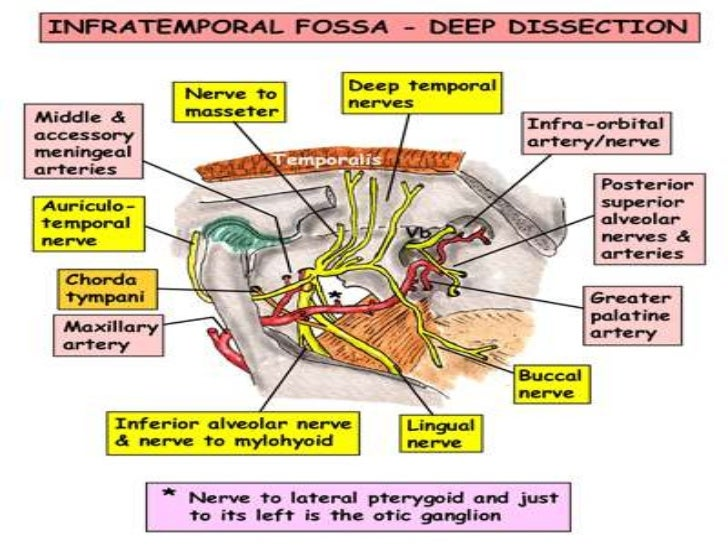 INFRATEMPORAL FOSSA - DEEP DISSECTION
Nerve to
masseter
Deep temporal
nerves
Middle &
accessory
meningeal
arteries
Infra-orbital
artery/nerve
Temporalis
Posterior
superior
alveolar
nerves &
arteries
Auriculo-
temporal
nerve
Vb
Chorda
tympani
*
Greater
palatine
artery
Maxillary
artery
Buccal
nerve
Inferior alveolar nerve
& nerve to mylohyoid
Lingual
nerve
* Nerve to lateral pterygoid and just
to its left is the otic ganglion